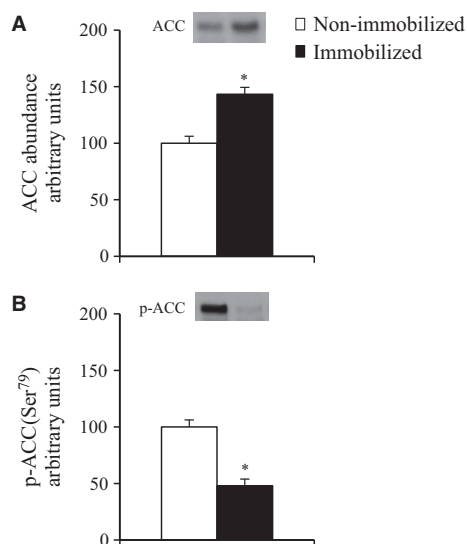 A
ACC
Non-immobilized
Immobilized
ACC abundance
arbitrary units
200
150
100
50
0
*
B
p-ACC
p-ACC(Ser⁷⁹)
arbitrary units
200
150
100
50
0
*